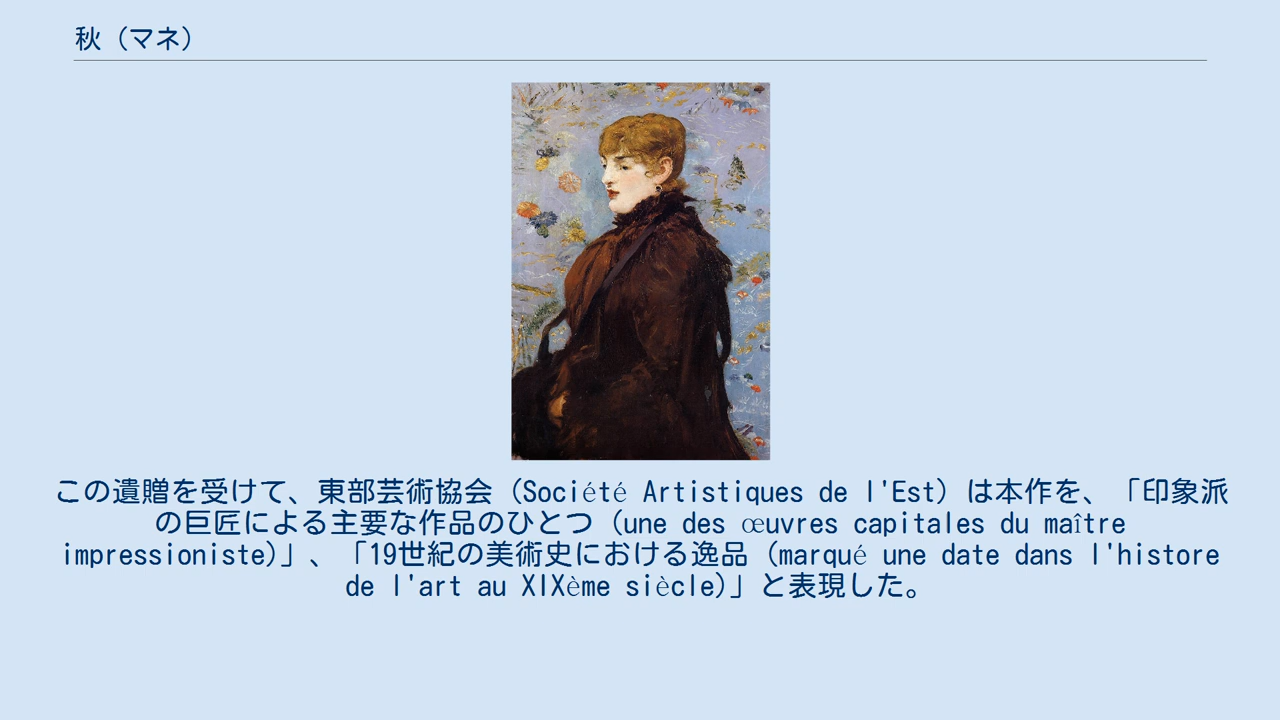 秋（マネ）
この遺贈を受けて、東部芸術協会（Société Artistiques de l'Est）は本作を、「印象派
の巨匠による主要な作品のひとつ（une des œuvres capitales du maître
impressioniste)」、「19世紀の美術史における逸品（marqué une date dans l'histore
de l'art au XIXème siècle)」と表現した。